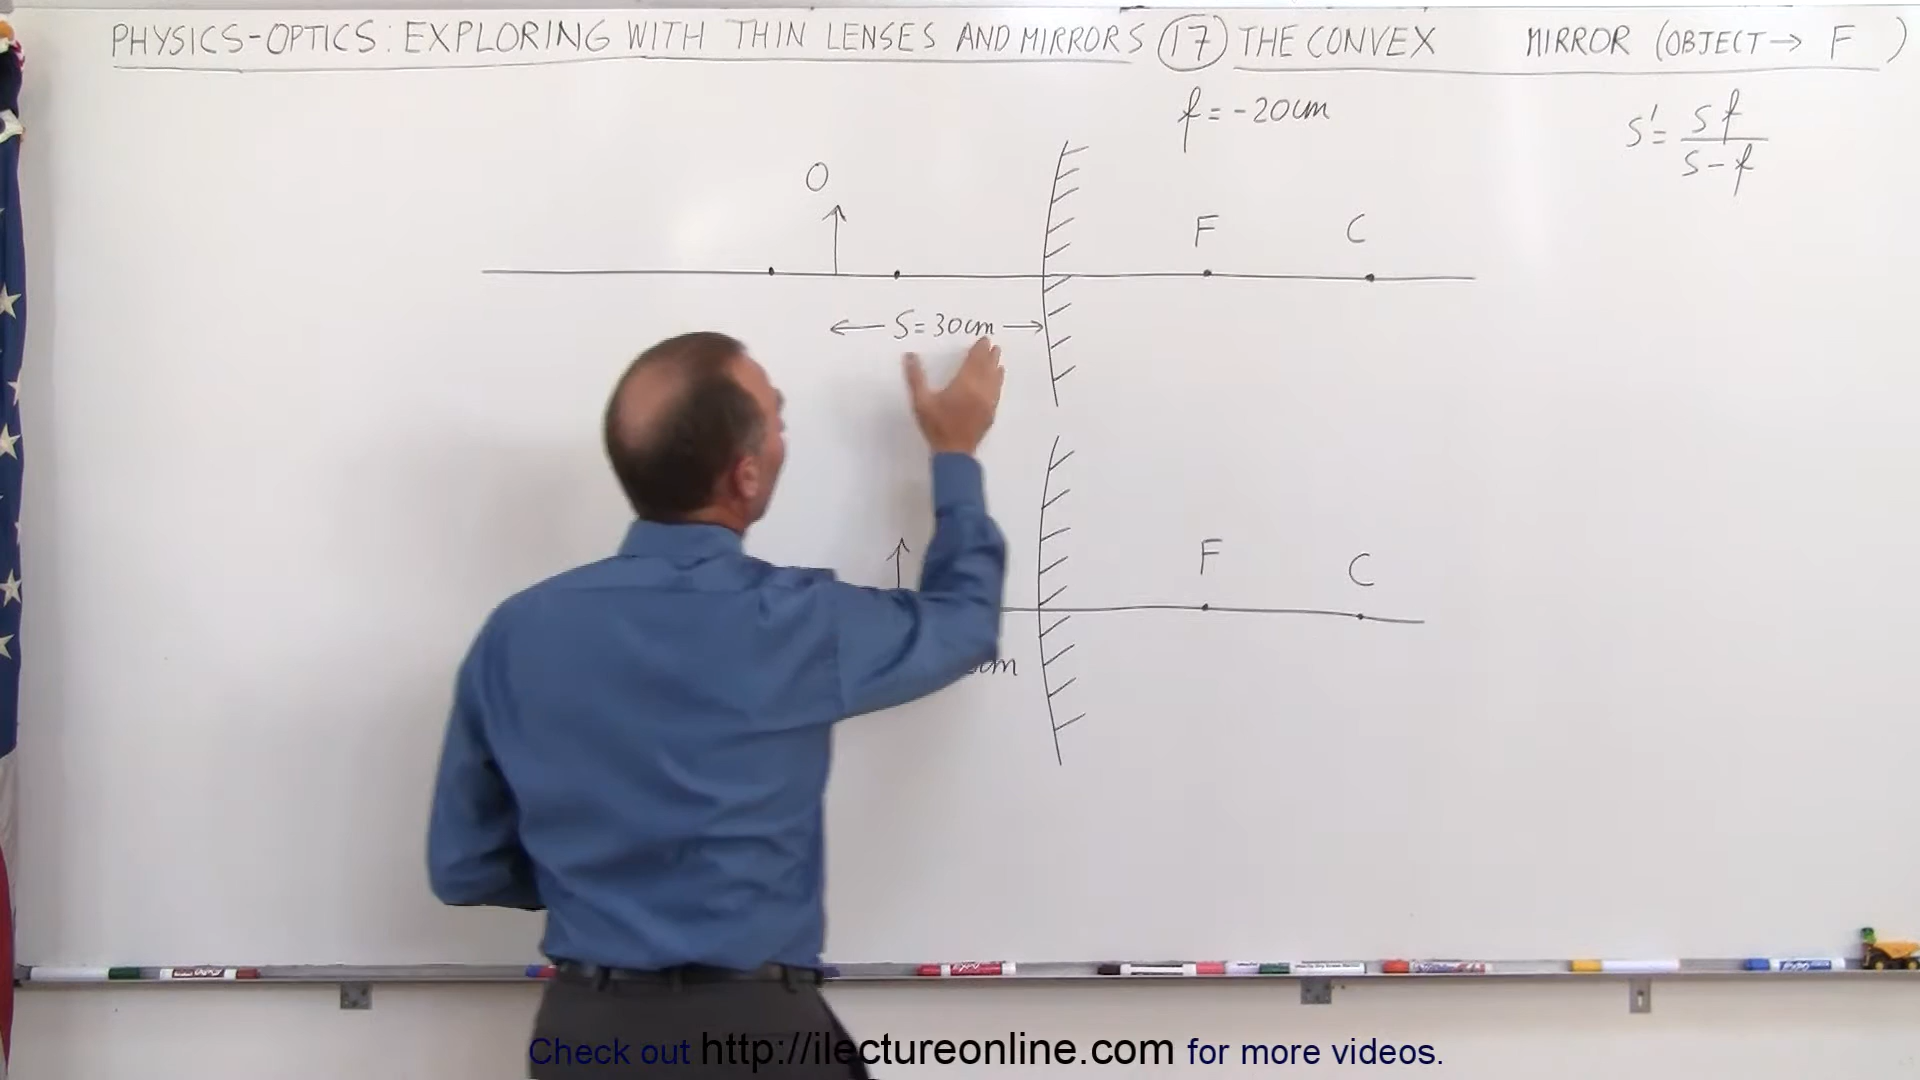 PHYSICS-OPTICS: EXPLORING WITH THIN LENSES AND MIRRORS 17 THE CONVEX MIRROR (OBJECT→ F )
f = -20cm
S' = Sf / S-f
O
F C
S=30cm
F C
cm
Check out http://ilectureonline.com for more videos.